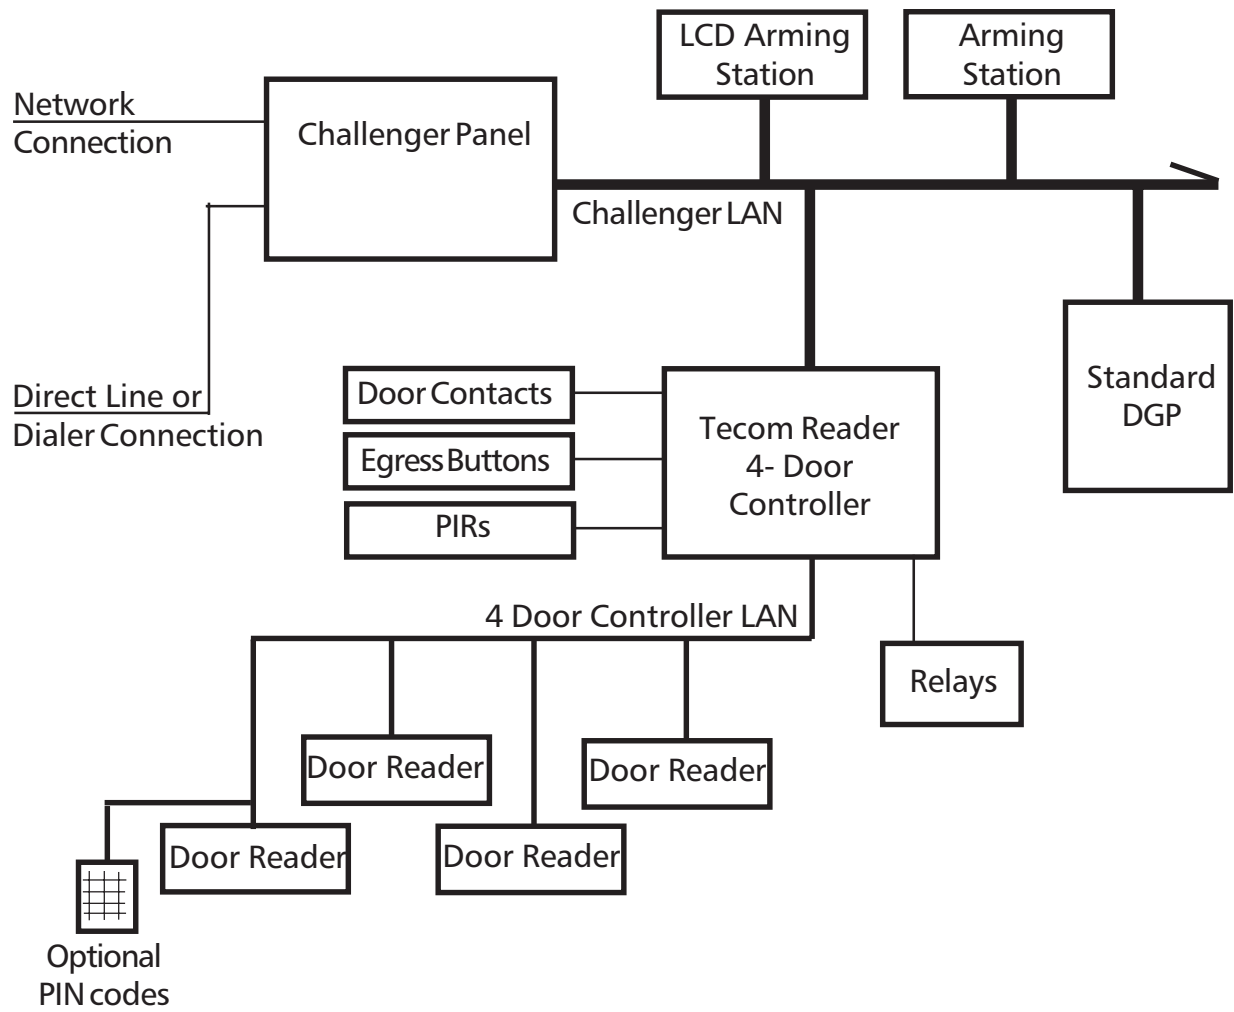 LCD Arming
Station
Arming
Station
Network
Connection
Challenger Panel
Challenger LAN
Direct Line or
Dialer Connection
Door Contacts
Egress Buttons
PIRs
Tecom Reader
4- Door
Controller
Standard
DGP
4 Door Controller LAN
Relays
Door Reader
Door Reader
Door Reader
Door Reader
Optional
PIN codes